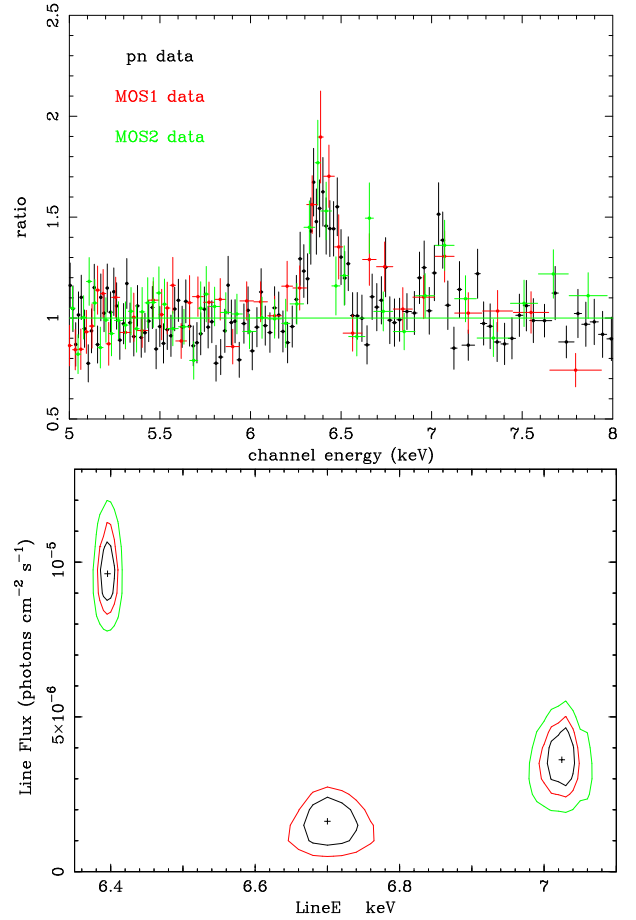 2.5
2
1.5
1
0.5
ratio
pn data
MOS1 data
MOS2 data
5
5.5
6
6.5
7
7.5
8
channel energy (keV)
10⁻⁵
5×10⁻⁶
0
Line Flux (photons cm⁻² s⁻¹)
6.4
6.6
6.8
7
LineE keV